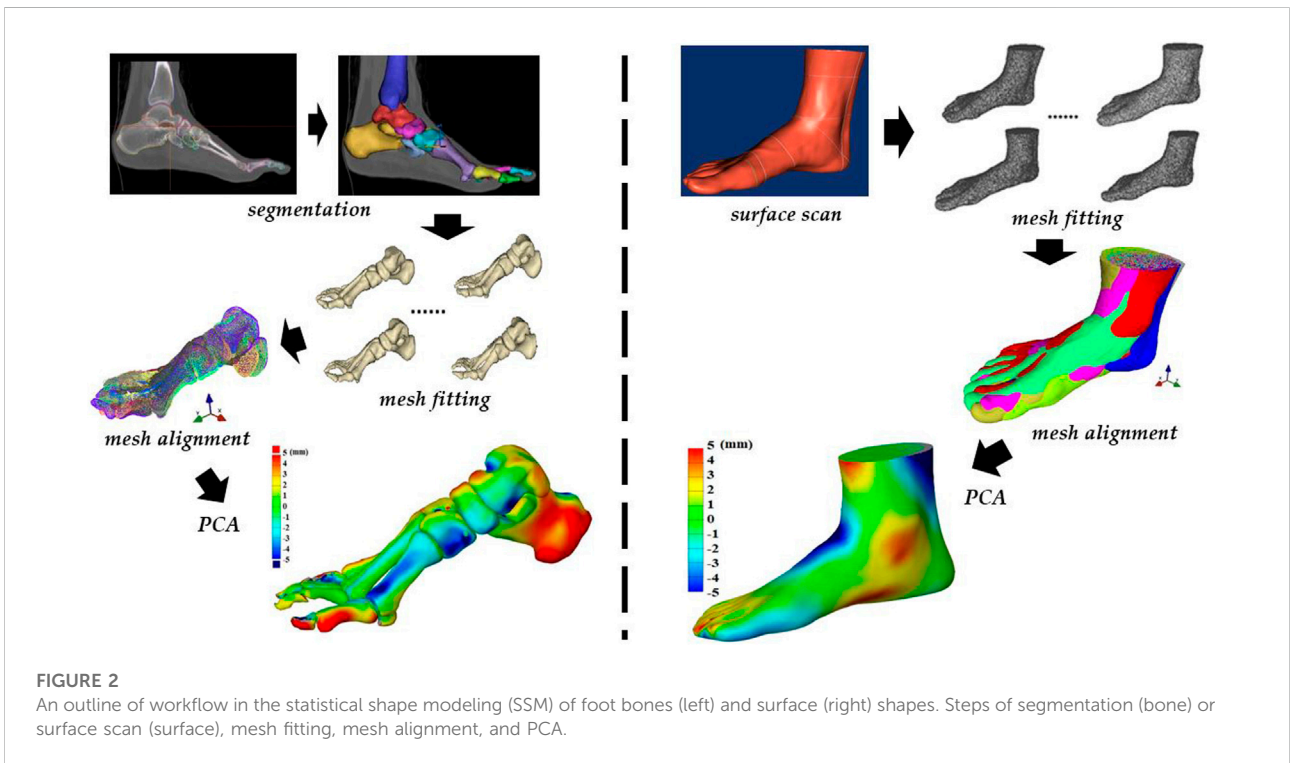 segmentation
mesh fitting
mesh alignment
PCA
5 (mm)
4
3
2
1
0
-1
-2
-3
-4
-5
surface scan
mesh fitting
mesh alignment
PCA
5 (mm)
4
3
2
1
0
-1
-2
-3
-4
-5
FIGURE 2
An outline of workflow in the statistical shape modeling (SSM) of foot bones (left) and surface (right) shapes. Steps of segmentation (bone) or
surface scan (surface), mesh fitting, mesh alignment, and PCA.